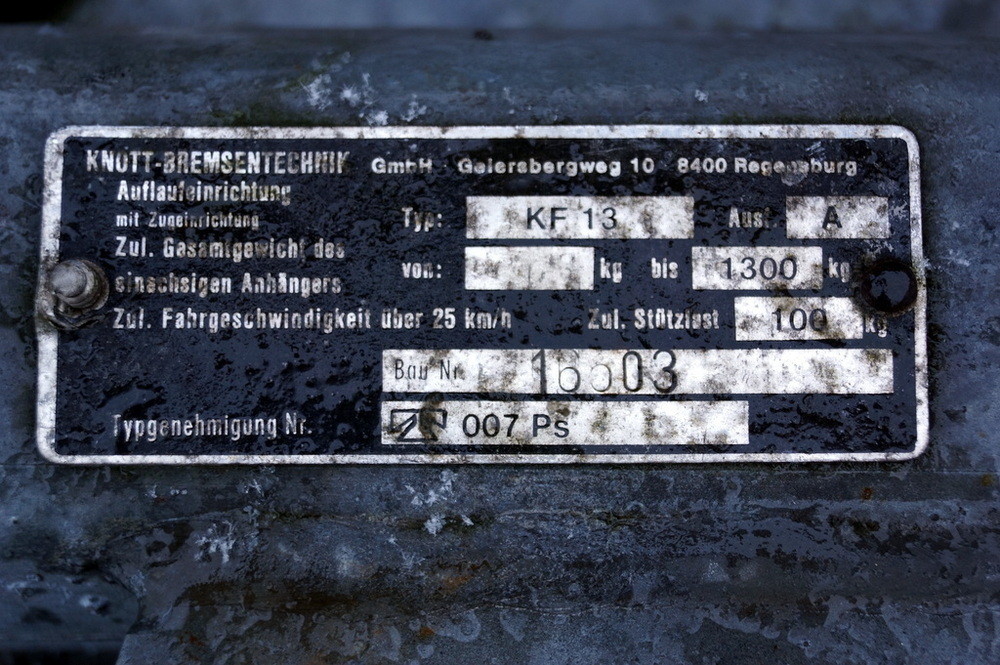 KNOTT-BREMSENTECHNIK GmbH Geiersbergweg 10 8400 Regensburg
Auflaufeinrichtung
mit Zugeinrichtung Typ: KF 13 Ausf. A
Zul. Gesamtgewicht des
einachsigen Anhängers von: kg bis 1300 kg
Zul. Fahrgeschwindigkeit über 25 km/h Zul. Stützlast 100 kg
Bau Nr.
Typgenehmigung Nr. 007 Ps